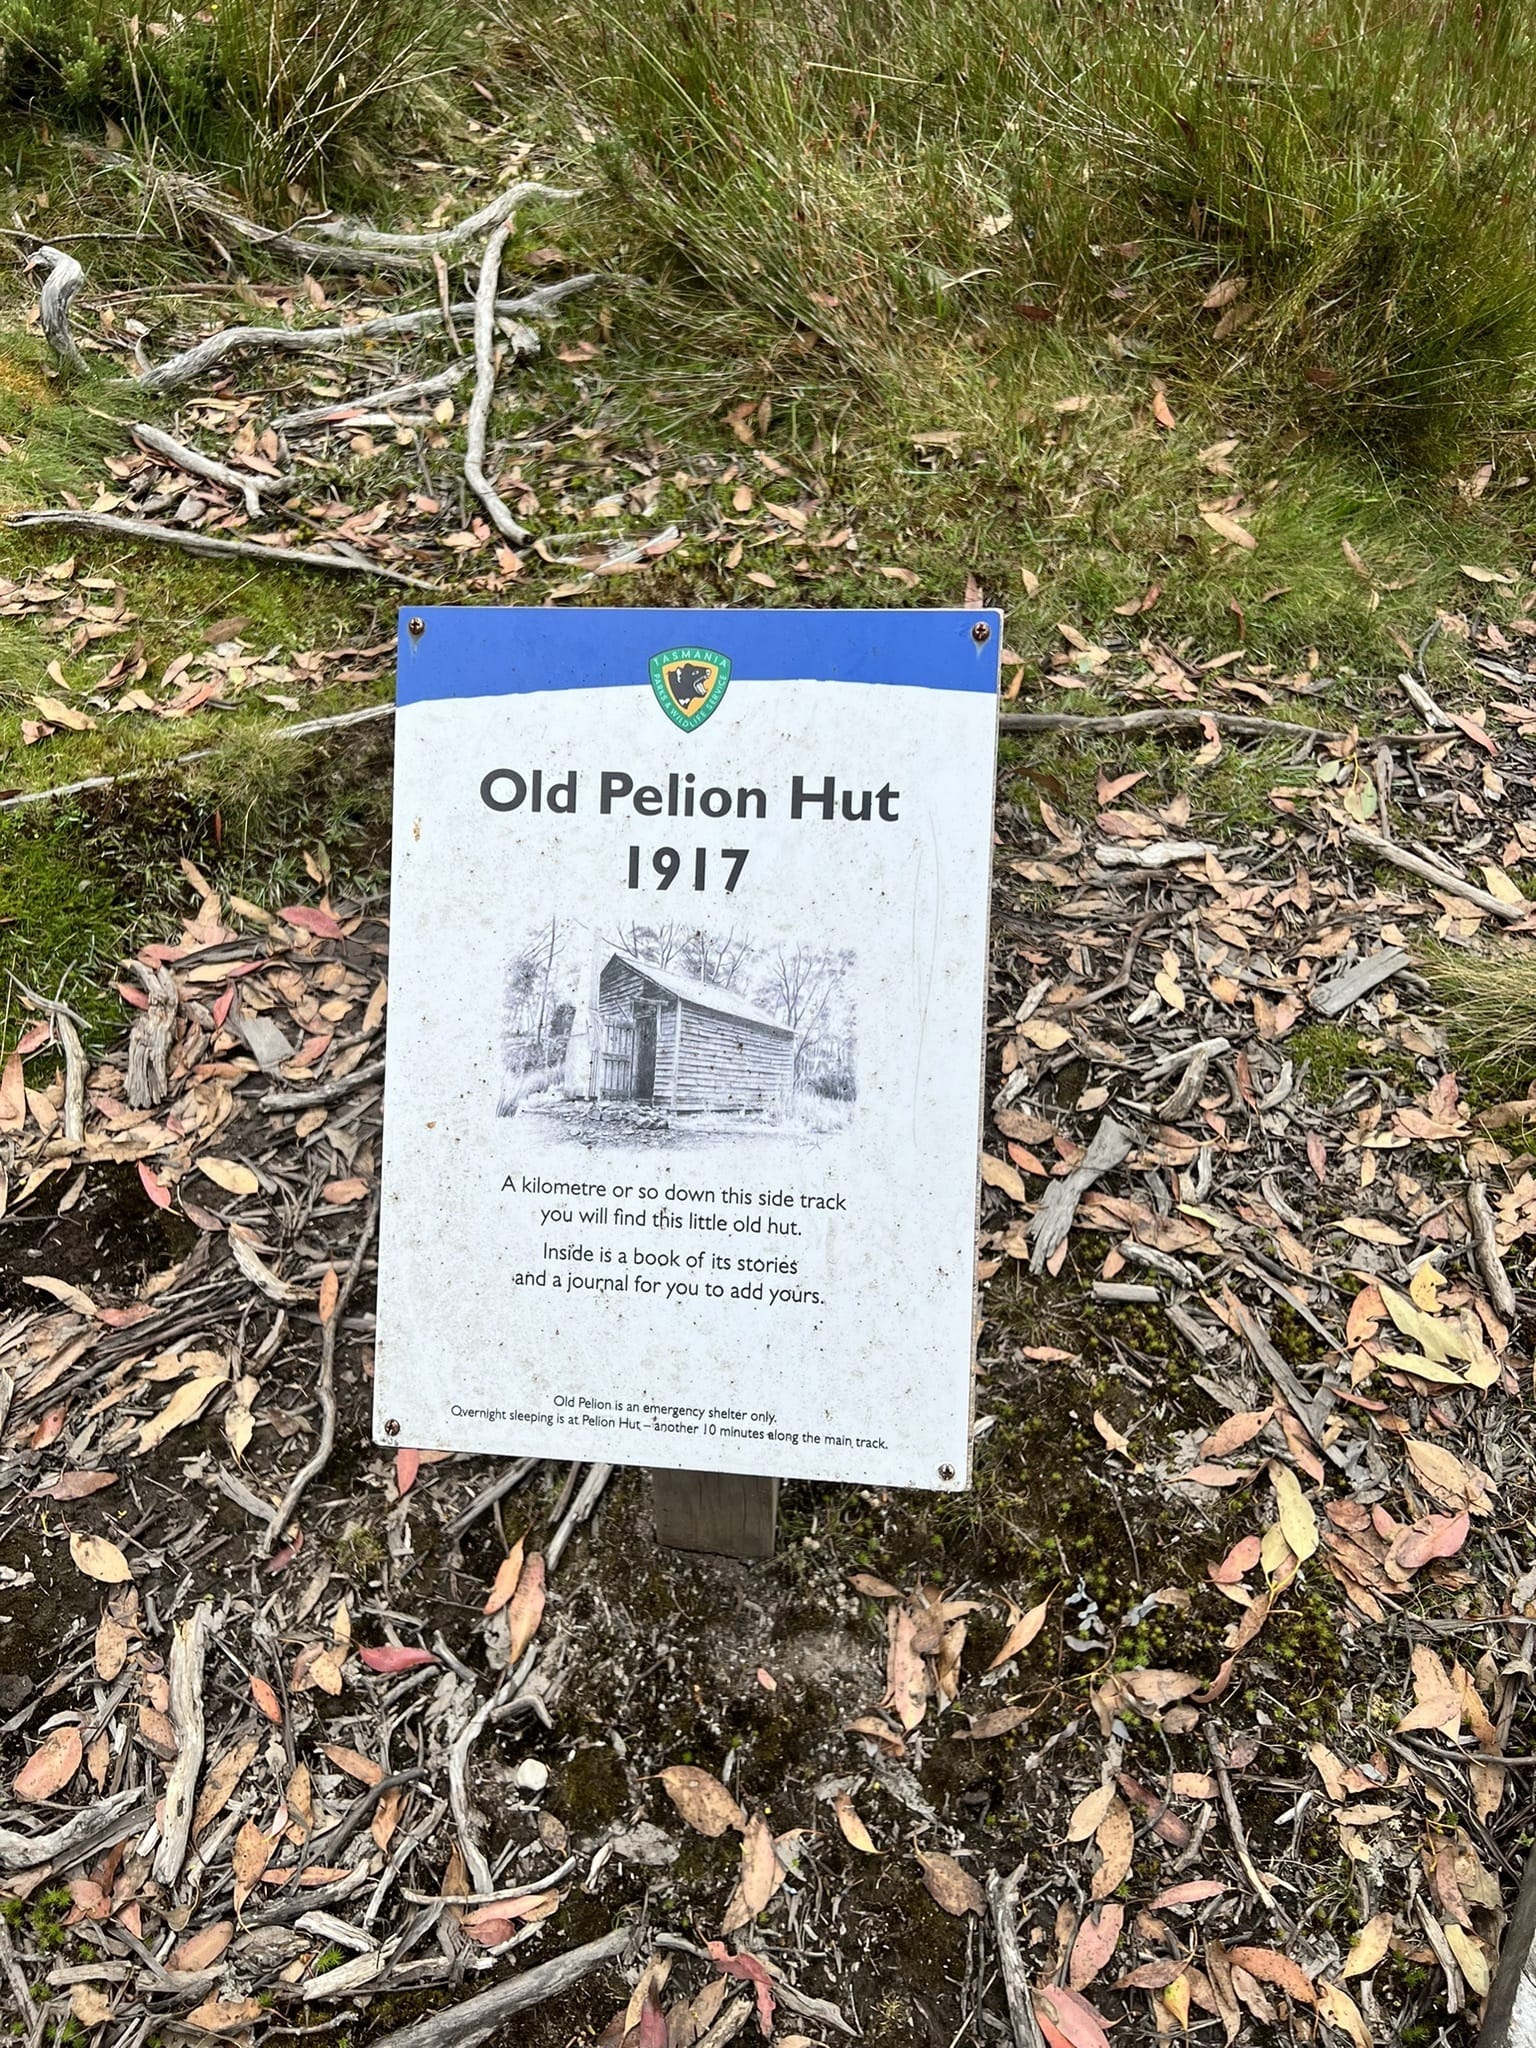 TASMANIA
PARKS & WILDLIFE SERVICE
Old Pelion Hut
1917
A kilometre or so down this side track
you will find this little old hut.
Inside is a book of its stories
and a journal for you to add yours.
Old Pelion is an emergency shelter only.
Overnight sleeping is at Pelion Hut – another 10 minutes along the main track.